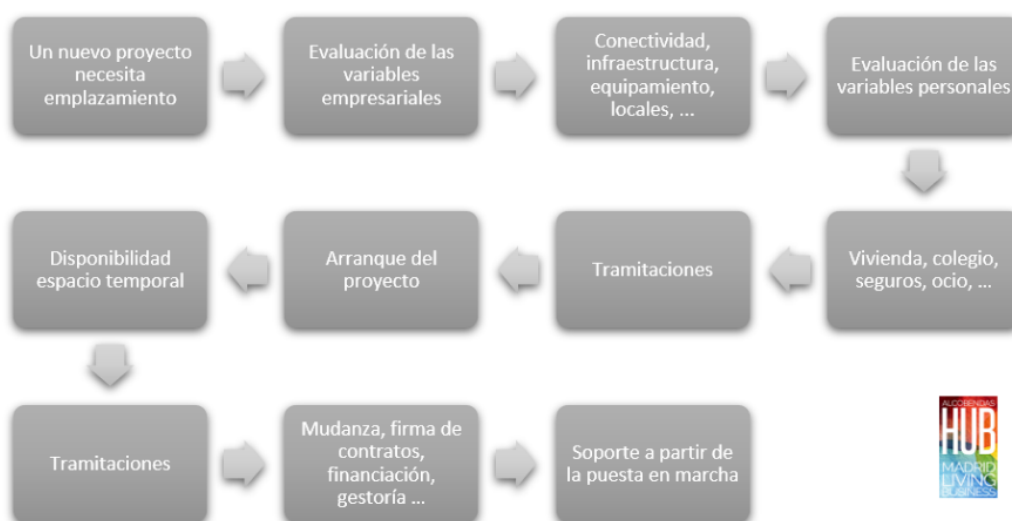 Un nuevo proyecto
necesita
emplazamiento
Evaluación de las
variables
empresariales
Conectividad,
infraestructura,
equipamiento,
locales, ...
Evaluación de las
variables personales
Vivienda, colegio,
seguros, ocio, ...
Tramitaciones
Arranque del
proyecto
Disponibilidad
espacio temporal
Tramitaciones
Mudanza, firma de
contratos,
financiación,
gestoría ...
Soporte a partir de
la puesta en marcha
ALCOBENDAS
HUB
MADRID
LIVING
BUSINESS